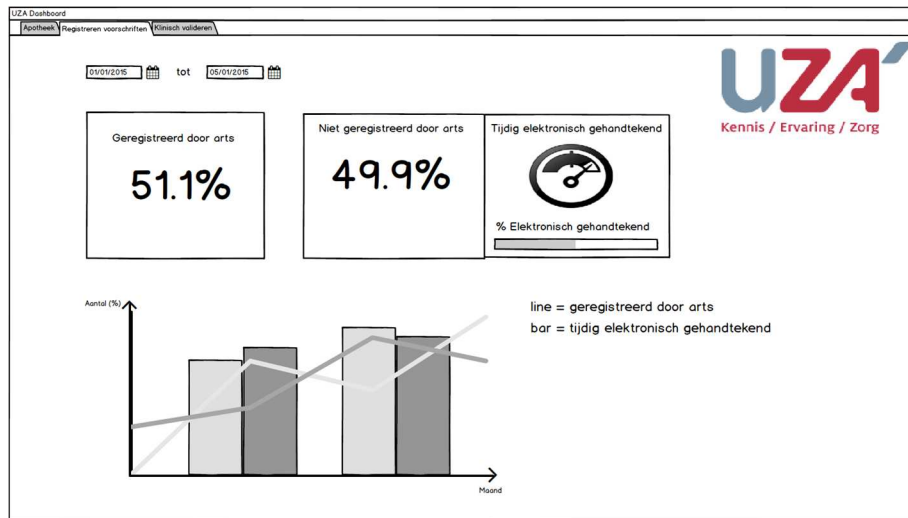 UZA Dashboard
Apotheek
Registreren voorschriften
Klinisch valideren
01/01/2015 tot 05/01/2015
UZA'
Kennis / Ervaring / Zorg
Geregistreerd door arts
51.1%
Niet geregistreerd door arts
49.9%
Tijdig elektronisch gehandtekend
% Elektronisch gehandtekend
Aantal (%)
Maand
line = geregistreerd door arts
bar = tijdig elektronisch gehandtekend